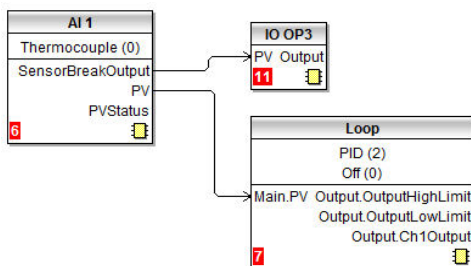 AI 1
Thermocouple (0)
SensorBreakOutput
PV
PVStatus
6
IO OP3
PV Output
11
Loop
PID (2)
Off (0)
Main.PV Output.OutputHighLimit
Output.OutputLowLimit
Output.Ch1Output
7